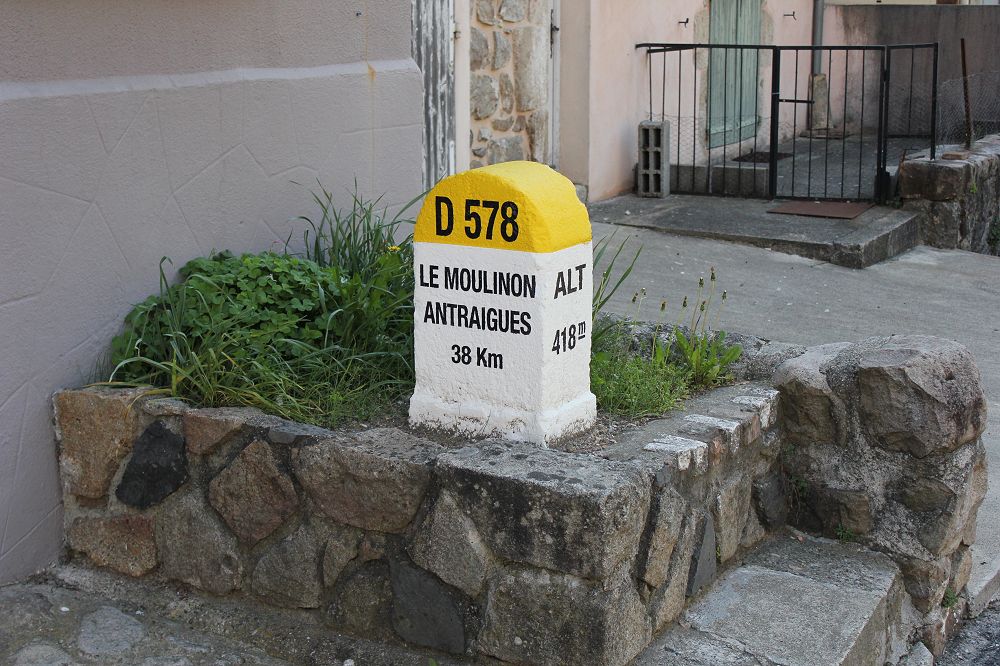 D 578
LE MOULINON
ANTRAIGUES
38 Km
ALT
418m